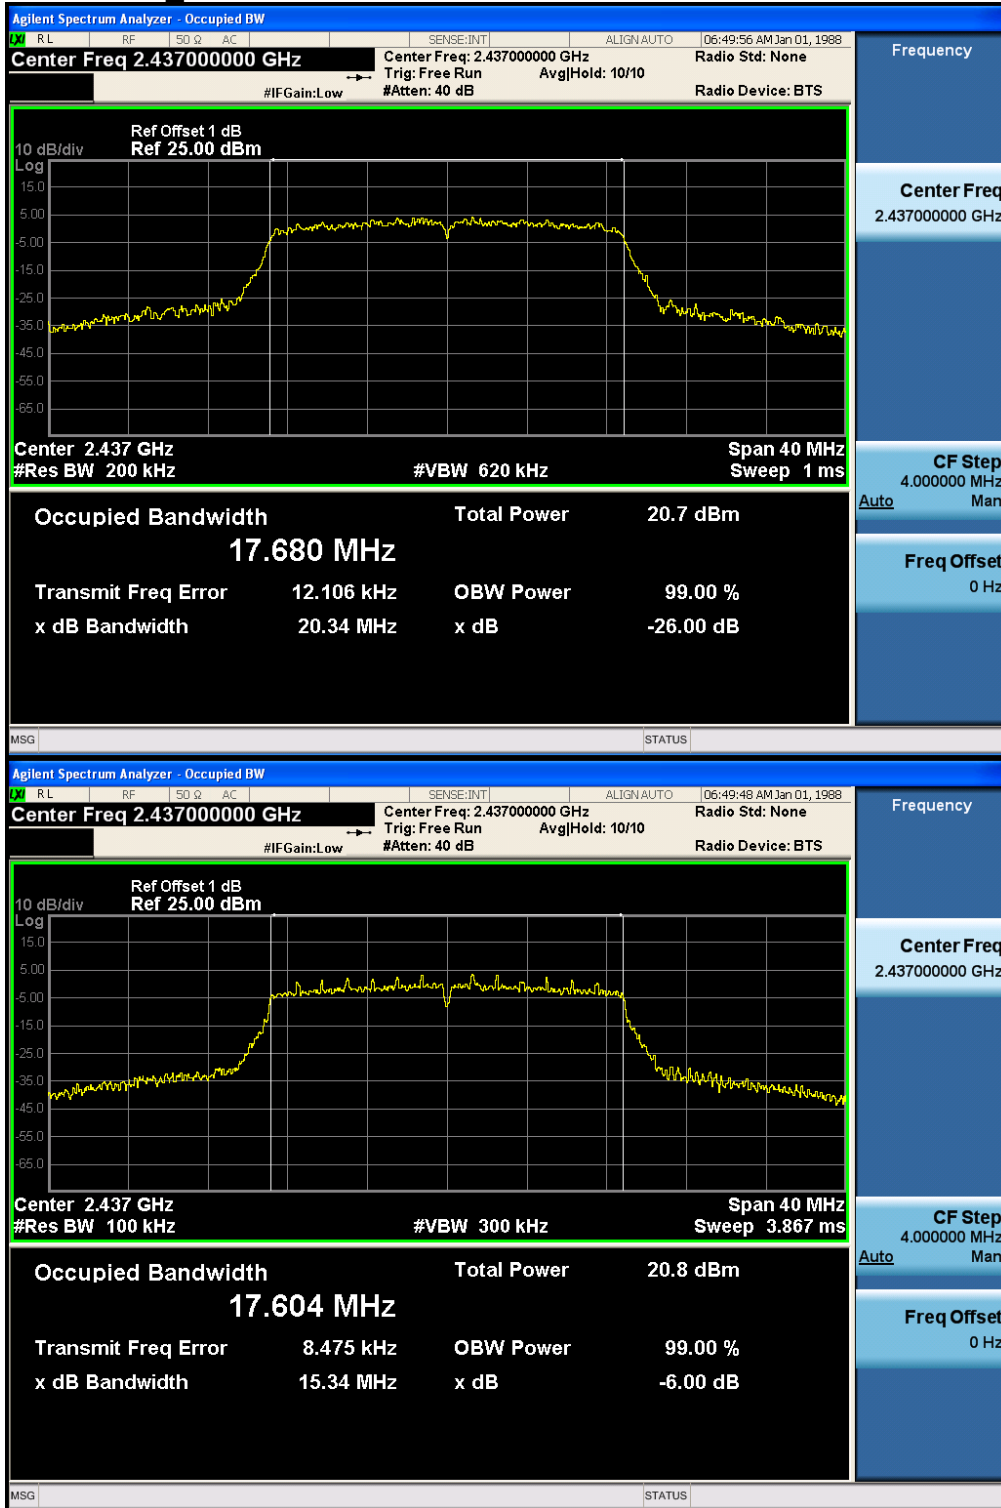 Agilent Spectrum Analyzer - Occupied BW
LXI RL RF 50 Ω AC SENSE:INT ALIGN AUTO 06:49:56 AM Jan 01, 1988
Center Freq 2.437000000 GHz Center Freq: 2.437000000 GHz Radio Std: None Frequency
Trig: Free Run Avg|Hold: 10/10
#IFGain:Low #Atten: 40 dB Radio Device: BTS
Ref Offset 1 dB
10 dB/div Ref 25.00 dBm
Log
15.0
5.00
-5.00
-15.0
-25.0
-35.0
-45.0
-55.0
-65.0
Center Freq
2.437000000 GHz
Center 2.437 GHz Span 40 MHz
#Res BW 200 kHz #VBW 620 kHz Sweep 1 ms
CF Step
4.000000 MHz
Auto Man
Occupied Bandwidth Total Power 20.7 dBm
17.680 MHz
Freq Offset
0 Hz
Transmit Freq Error 12.106 kHz OBW Power 99.00 %
x dB Bandwidth 20.34 MHz x dB -26.00 dB
MSG STATUS
Agilent Spectrum Analyzer - Occupied BW
LXI RL RF 50 Ω AC SENSE:INT ALIGN AUTO 06:49:48 AM Jan 01, 1988
Center Freq 2.437000000 GHz Center Freq: 2.437000000 GHz Radio Std: None Frequency
Trig: Free Run Avg|Hold: 10/10
#IFGain:Low #Atten: 40 dB Radio Device: BTS
Ref Offset 1 dB
10 dB/div Ref 25.00 dBm
Log
15.0
5.00
-5.00
-15.0
-25.0
-35.0
-45.0
-55.0
-65.0
Center Freq
2.437000000 GHz
Center 2.437 GHz Span 40 MHz
#Res BW 100 kHz #VBW 300 kHz Sweep 3.867 ms
CF Step
4.000000 MHz
Auto Man
Occupied Bandwidth Total Power 20.8 dBm
17.604 MHz
Freq Offset
0 Hz
Transmit Freq Error 8.475 kHz OBW Power 99.00 %
x dB Bandwidth 15.34 MHz x dB -6.00 dB
MSG STATUS